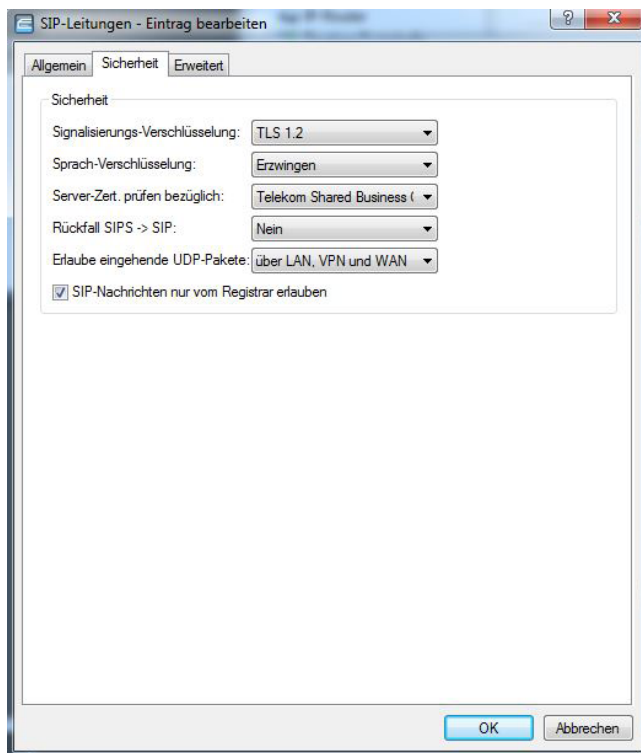 SIP-Leitungen - Eintrag bearbeiten
Allgemein Sicherheit Erweitert
Sicherheit
Signalisierungs-Verschlüsselung: TLS 1.2
Sprach-Verschlüsselung: Erzwingen
Server-Zert. prüfen bezüglich: Telekom Shared Business
Rückfall SIPS -> SIP: Nein
Erlaube eingehende UDP-Pakete: über LAN, VPN und WAN
SIP-Nachrichten nur vom Registrar erlauben
OK Abbrechen